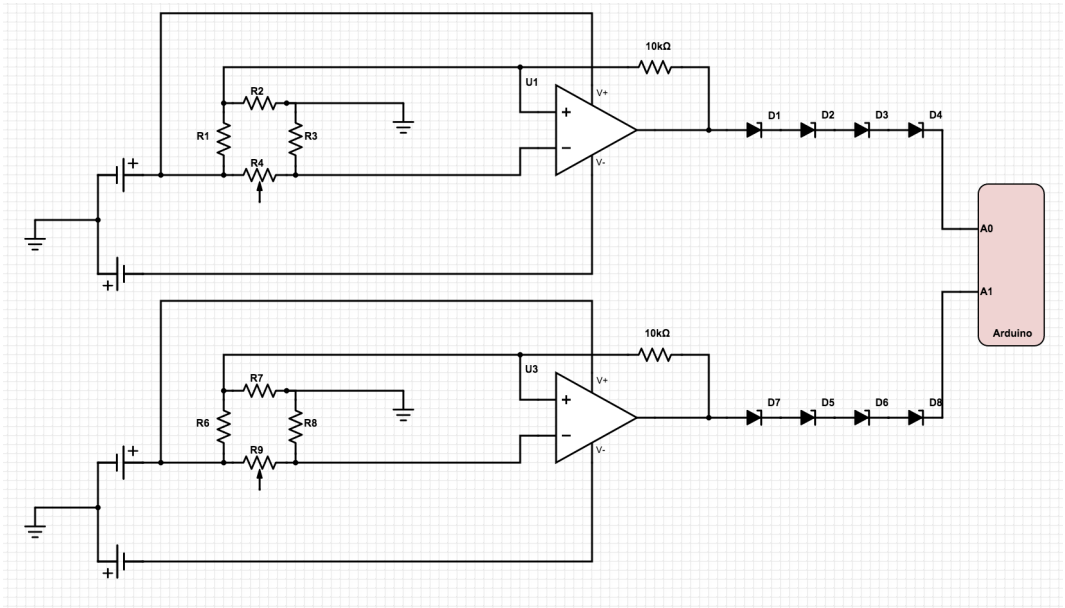 10kΩ
U1
V+
R2
D1
D2
D3
D4
+
R1
R3
−
R4
V-
+
A0
+
A1
Arduino
10kΩ
U3
V+
R7
D7
D5
D6
D8
+
R6
R8
−
R9
V-
+
+